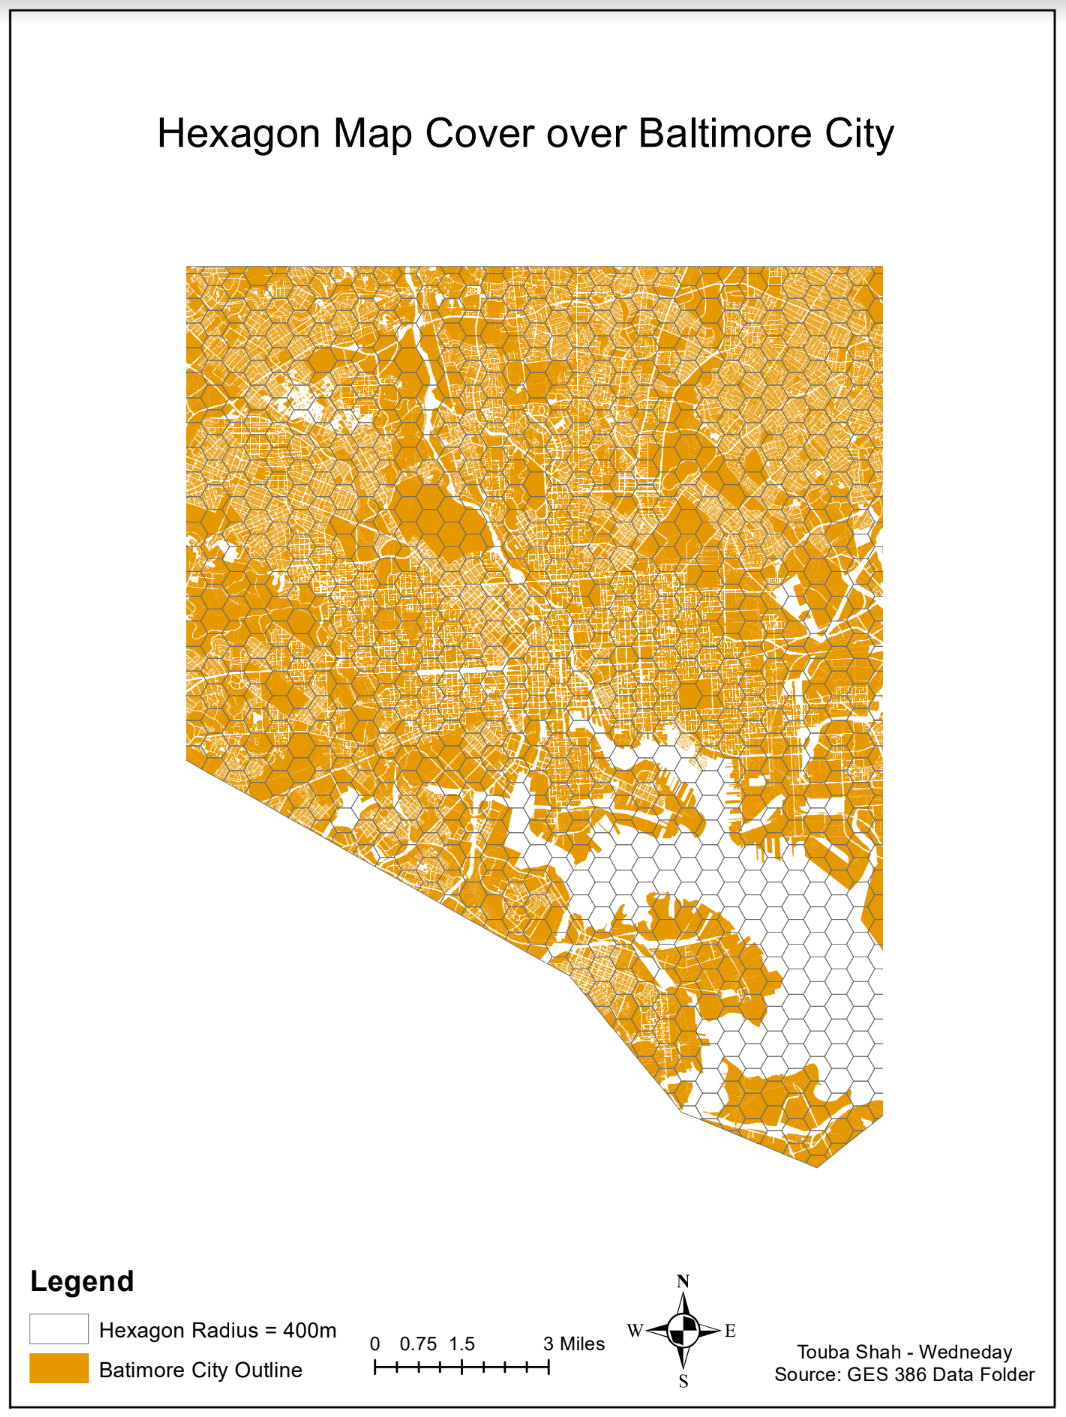 Hexagon Map Cover over Baltimore City
Legend
Hexagon Radius = 400m
Batimore City Outline
0 0.75 1.5 3 Miles
N
W E
S
Touba Shah - Wedneday
Source: GES 386 Data Folder